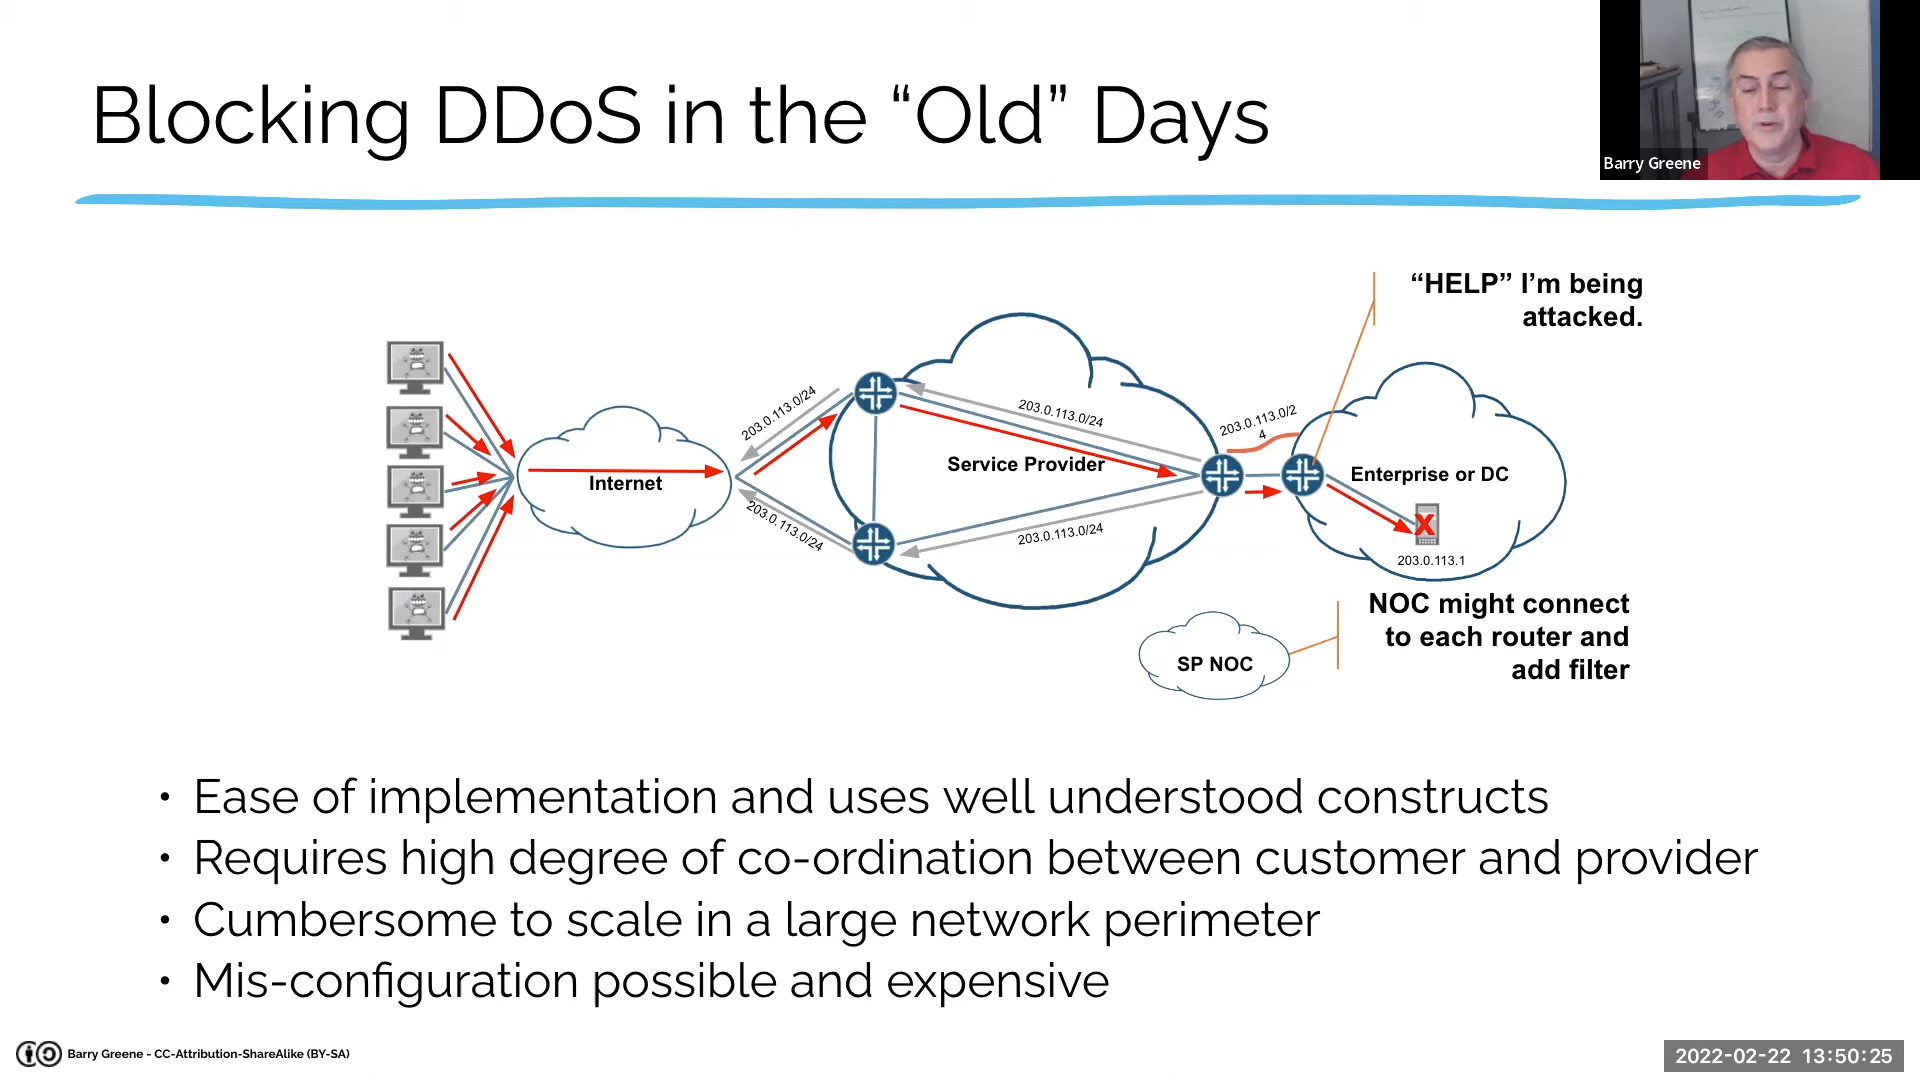 Blocking DDoS in the “Old” Days
Barry Greene
“HELP” I’m being
attacked.
203.0.113.0/24
203.0.113.0/24
203.0.113.0/2
4
Service Provider
Enterprise or DC
Internet
203.0.113.0/24
203.0.113.0/24
203.0.113.1
NOC might connect
to each router and
add filter
SP NOC
• Ease of implementation and uses well understood constructs
• Requires high degree of co-ordination between customer and provider
• Cumbersome to scale in a large network perimeter
• Mis-configuration possible and expensive
Barry Greene - CC-Attribution-ShareAlike (BY-SA)
2022-02-22 13:50:25